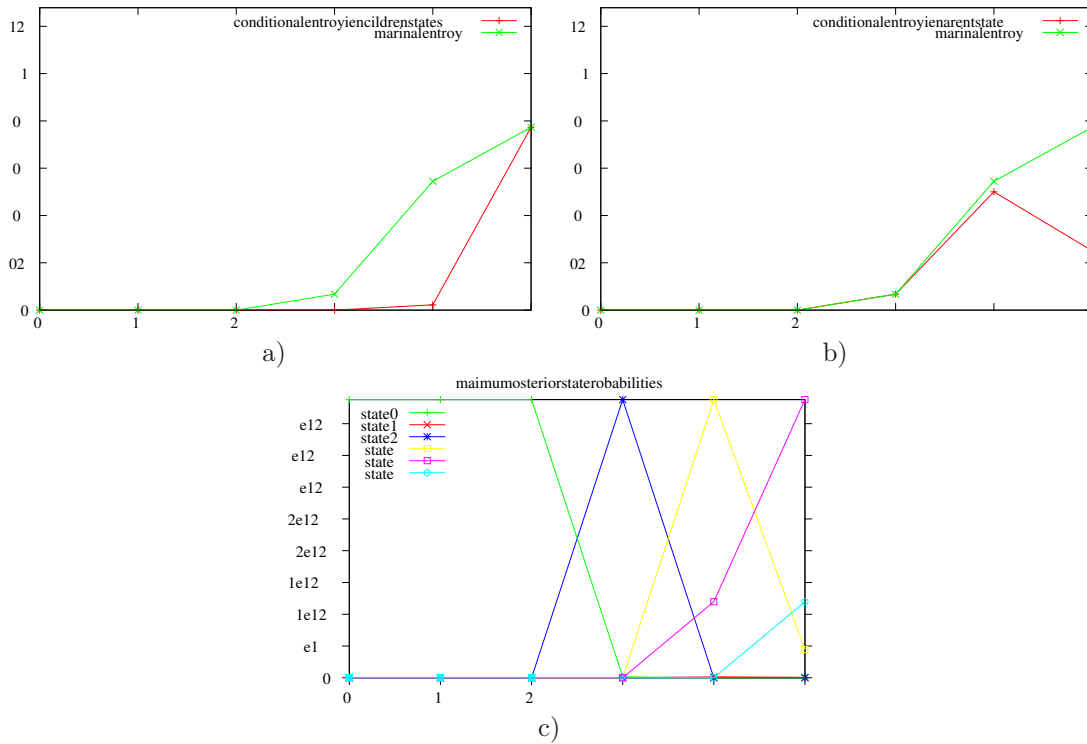 conditionalentroyiencildrenstates
marinalentroy
12
1
0
0
0
02
0
0 1 2
a)
conditionalentroyienarentstate
marinalentroy
12
1
0
0
0
02
0
0 1 2
b)
maimumosteriorstaterobabilities
state0
state1
state2
state
state
state
e12
e12
e12
2e12
2e12
1e12
1e12
e1
0
0 1 2
c)